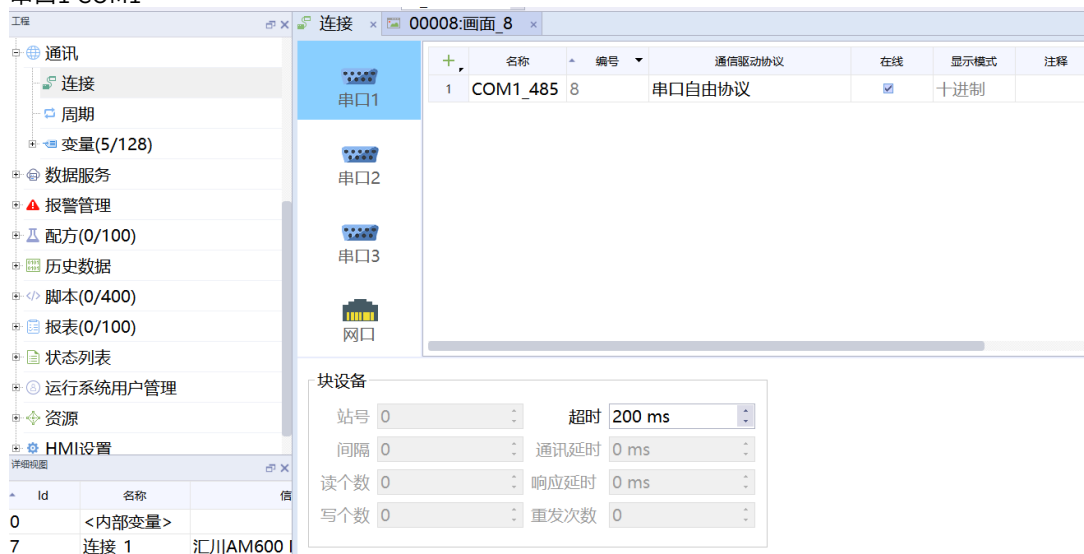 串口1 COM1
工程
连接
00008:画面_8
通讯
连接
周期
变量(5/128)
数据服务
报警管理
配方(0/100)
历史数据
脚本(0/400)
报表(0/100)
状态列表
运行系统用户管理
资源
HMI设置
详细视图
Id 名称
0 <内部变量>
7 连接 1 汇川AM600
串口1
串口2
串口3
网口
名称 编号 通信驱动协议 在线 显示模式 注释
1 COM1_485 8 串口自由协议 十进制
块设备
站号 0 超时 200 ms
间隔 0 通讯延时 0 ms
读个数 0 响应延时 0 ms
写个数 0 重发次数 0